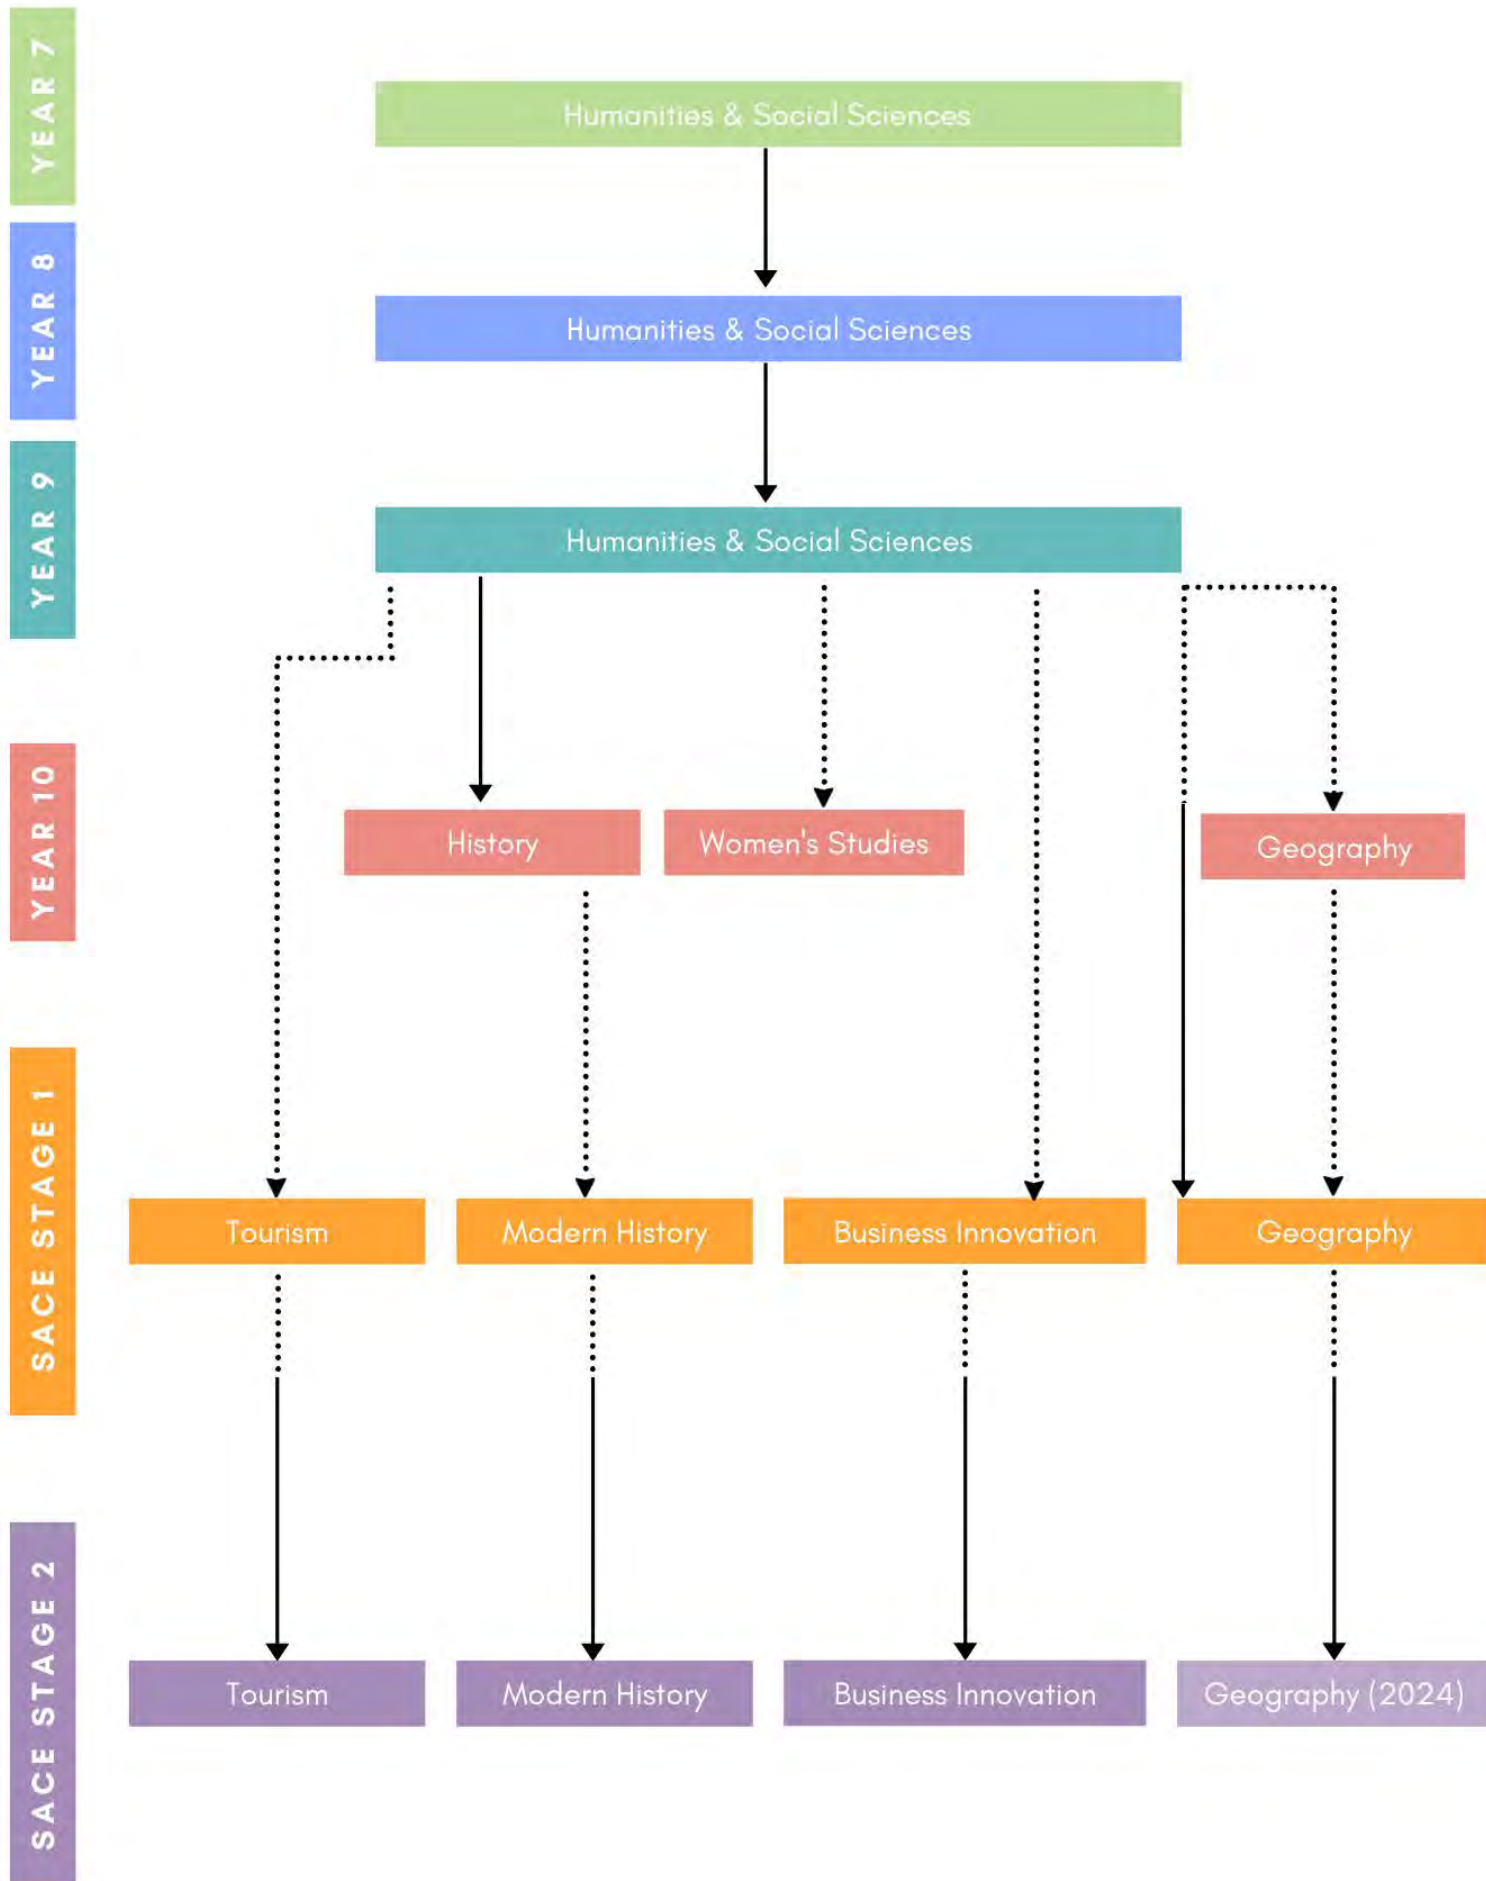 YEAR 7
Humanities & Social Sciences
YEAR 8
Humanities & Social Sciences
YEAR 9
Humanities & Social Sciences
YEAR 10
History
Women's Studies
Geography
SACE STAGE 1
Tourism
Modern History
Business Innovation
Geography
SACE STAGE 2
Tourism
Modern History
Business Innovation
Geography (2024)